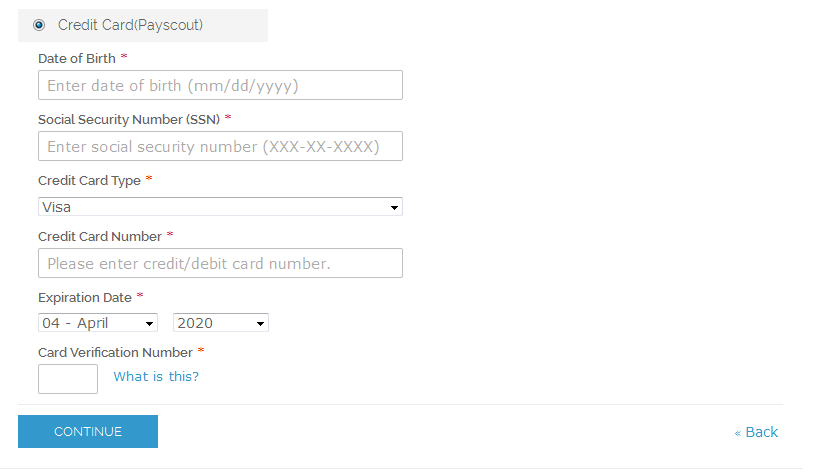 Credit Card(Payscout)
Date of Birth *
Enter date of birth (mm/dd/yyyy)
Social Security Number (SSN) *
Enter social security number (XXX-XX-XXXX)
Credit Card Type *
Visa
Credit Card Number *
Please enter credit/debit card number.
Expiration Date *
04 - April 2020
Card Verification Number *
What is this?
CONTINUE « Back